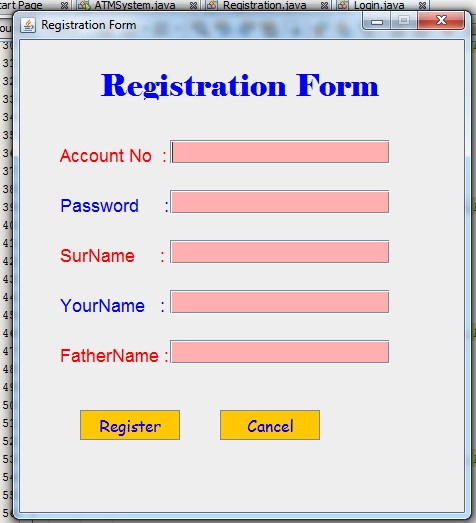 art Page ATMSystem.java Registration.java Login.java
Registration Form
Registration Form
Account No :
Password :
SurName :
YourName :
FatherName :
Register Cancel